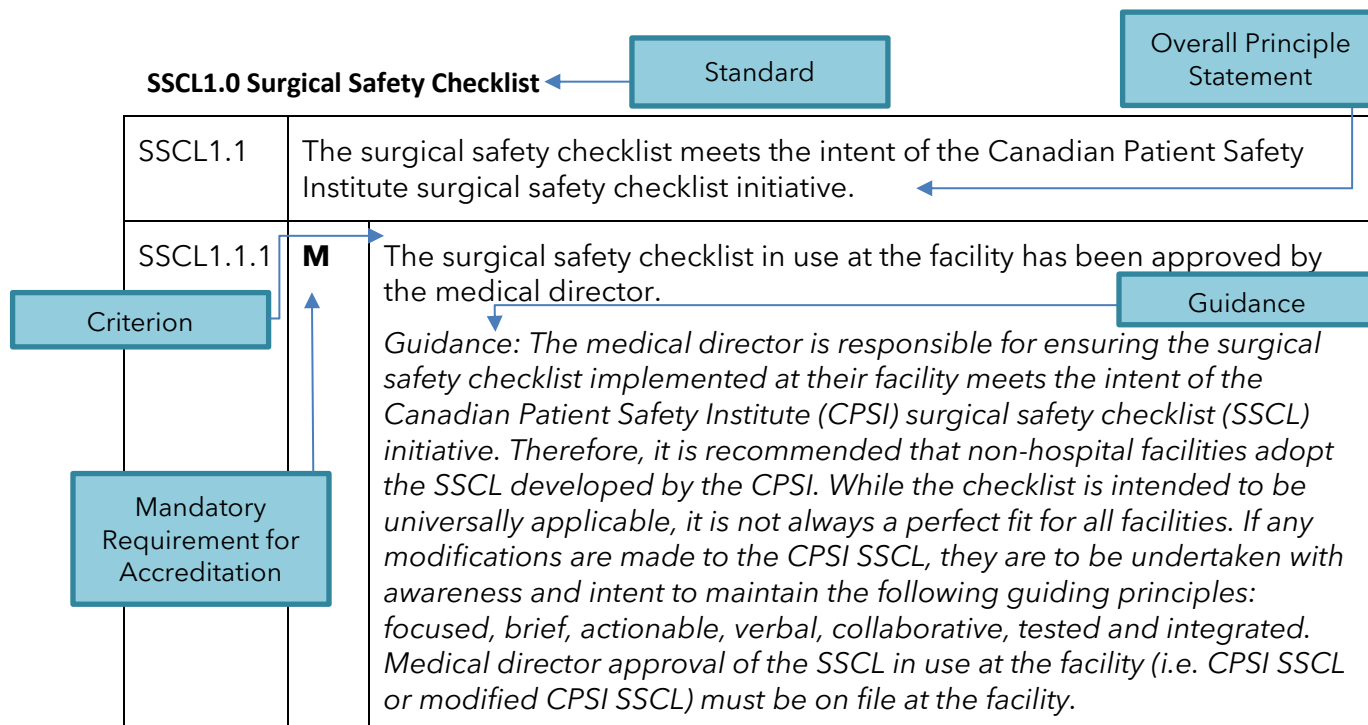 Overall Principle
Statement
Standard
SSCL1.0 Surgical Safety Checklist
SSCL1.1
The surgical safety checklist meets the intent of the Canadian Patient Safety
Institute surgical safety checklist initiative.
SSCL1.1.1
M
The surgical safety checklist in use at the facility has been approved by
the medical director.
Criterion
Guidance
Guidance: The medical director is responsible for ensuring the surgical
safety checklist implemented at their facility meets the intent of the
Canadian Patient Safety Institute (CPSI) surgical safety checklist (SSCL)
initiative. Therefore, it is recommended that non-hospital facilities adopt
the SSCL developed by the CPSI. While the checklist is intended to be
universally applicable, it is not always a perfect fit for all facilities. If any
modifications are made to the CPSI SSCL, they are to be undertaken with
awareness and intent to maintain the following guiding principles:
focused, brief, actionable, verbal, collaborative, tested and integrated.
Medical director approval of the SSCL in use at the facility (i.e. CPSI SSCL
or modified CPSI SSCL) must be on file at the facility.
Mandatory
Requirement for
Accreditation